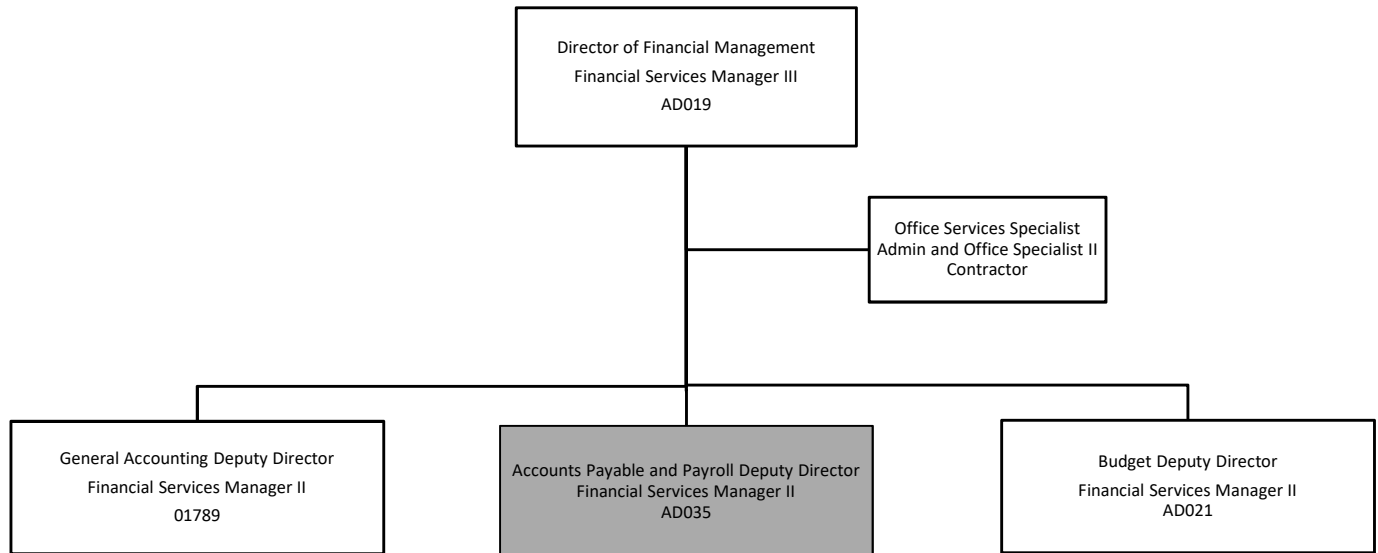 Director of Financial Management
Financial Services Manager III
AD019
Office Services Specialist
Admin and Office Specialist II
Contractor
General Accounting Deputy Director
Financial Services Manager II
01789
Accounts Payable and Payroll Deputy Director
Financial Services Manager II
AD035
Budget Deputy Director
Financial Services Manager II
AD021